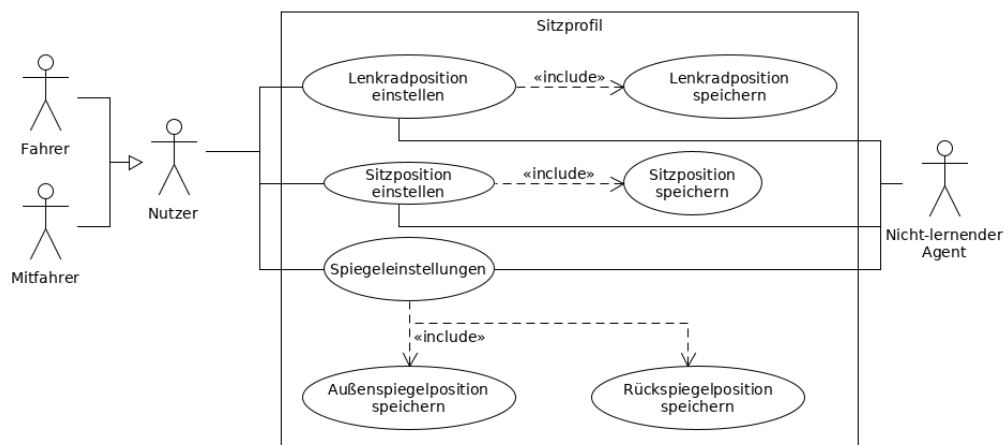 Sitzprofil
Lenkradposition
einstellen
«include»
Lenkradposition
speichern
Fahrer
Nutzer
Sitzposition
einstellen
«include»
Sitzposition
speichern
Mitfahrer
Nicht-lernender
Agent
Spiegeleinstellungen
«include»
Außenspiegelposition
speichern
Rückspiegelposition
speichern